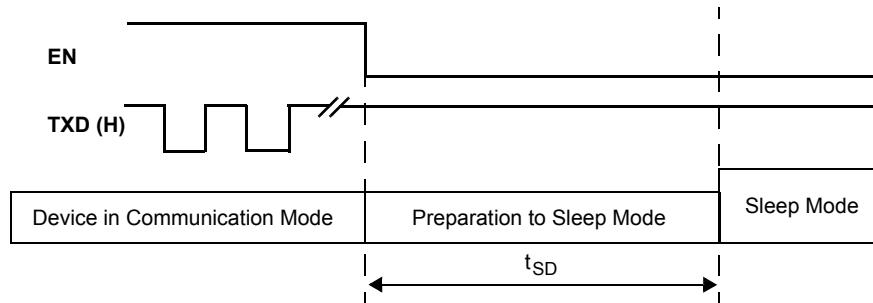 EN
TXD (H)
Device in Communication Mode
Preparation to Sleep Mode
Sleep Mode
tSD